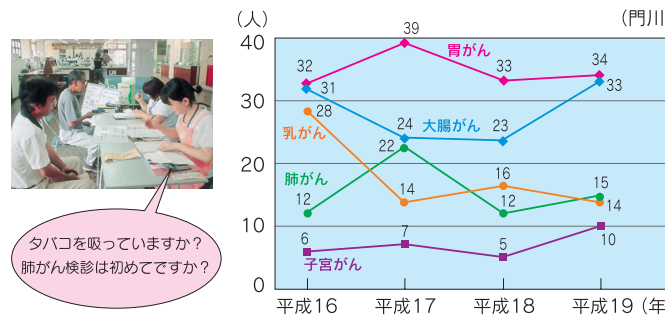 (人)
(門川
40
30
20
10
0
39
胃がん
32
33
34
31
大腸がん
33
28
乳がん
24
23
22
肺がん
14
16
15
12
12
14
6
7
5
10
子宮がん
平成16
平成17
平成18
平成19(年
タバコを吸っていますか?
肺がん検診は初めてですか?